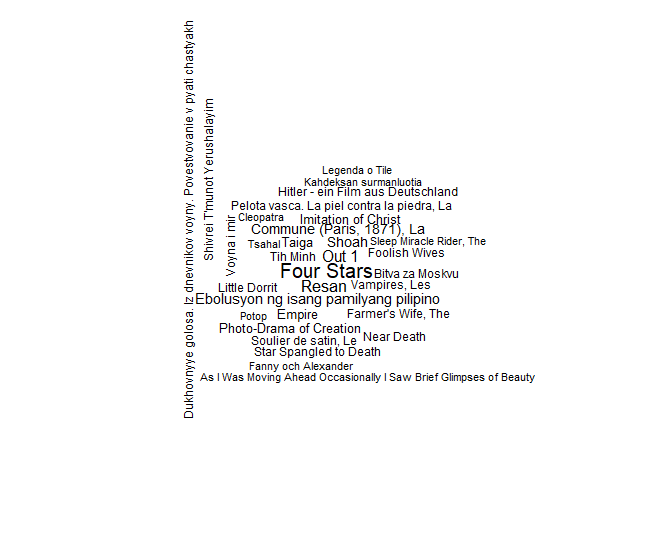 Dukhovnyye golosa. Iz dnevnikov voyny. Povestvovanie v pyati chastyakh
Shivrei T'munot Yerushalayim
Voyna i mir
Legenda o Tile
Kahdeksan surmanluotia
Hitler - ein Film aus Deutschland
Pelota vasca. La piel contra la piedra, La
Cleopatra
Imitation of Christ
Commune (Paris, 1871), La
Tsahal
Taiga
Shoah
Sleep Miracle Rider, The
Tih Minh
Out 1
Foolish Wives
Four Stars
Bitva za Moskvu
Little Dorrit
Resan
Vampires, Les
Ebolusyon ng isang pamilyang pilipino
Potop
Empire
Farmer's Wife, The
Photo-Drama of Creation
Soulier de satin, Le
Near Death
Star Spangled to Death
Fanny och Alexander
As I Was Moving Ahead Occasionally I Saw Brief Glimpses of Beauty